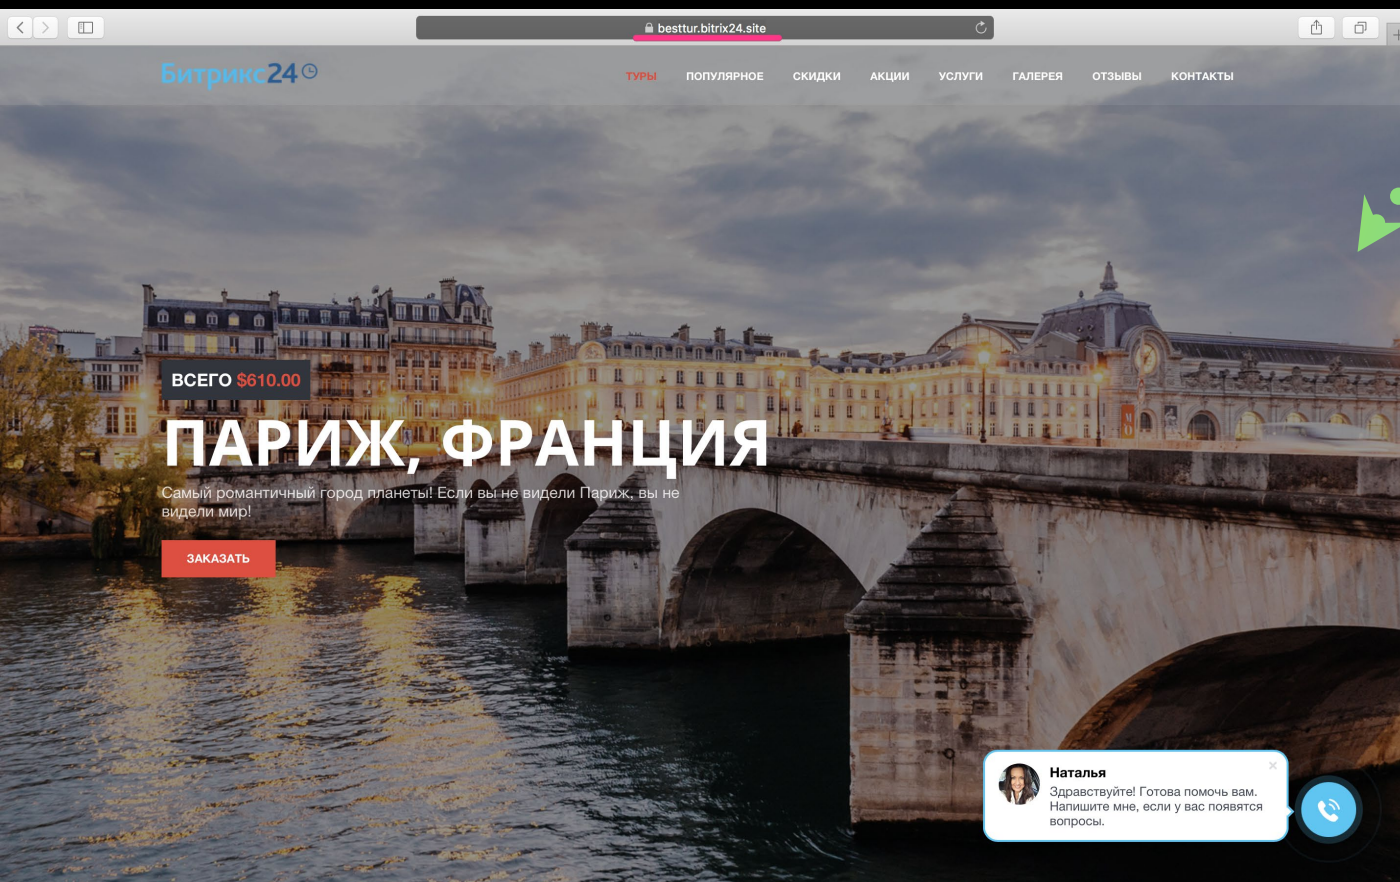 besttur.bitrix24.site
Битрикс24
ТУРЫ ПОПУЛЯРНОЕ СКИДКИ АКЦИИ УСЛУГИ ГАЛЕРЕЯ ОТЗЫВЫ КОНТАКТЫ
ВСЕГО $610.00
ПАРИЖ, ФРАНЦИЯ
Самый романтичный город планеты! Если вы не видели Париж, вы не
видели мир!
ЗАКАЗАТЬ
Наталья
Здравствуйте! Готова помочь вам.
Напишите мне, если у вас появятся
вопросы.